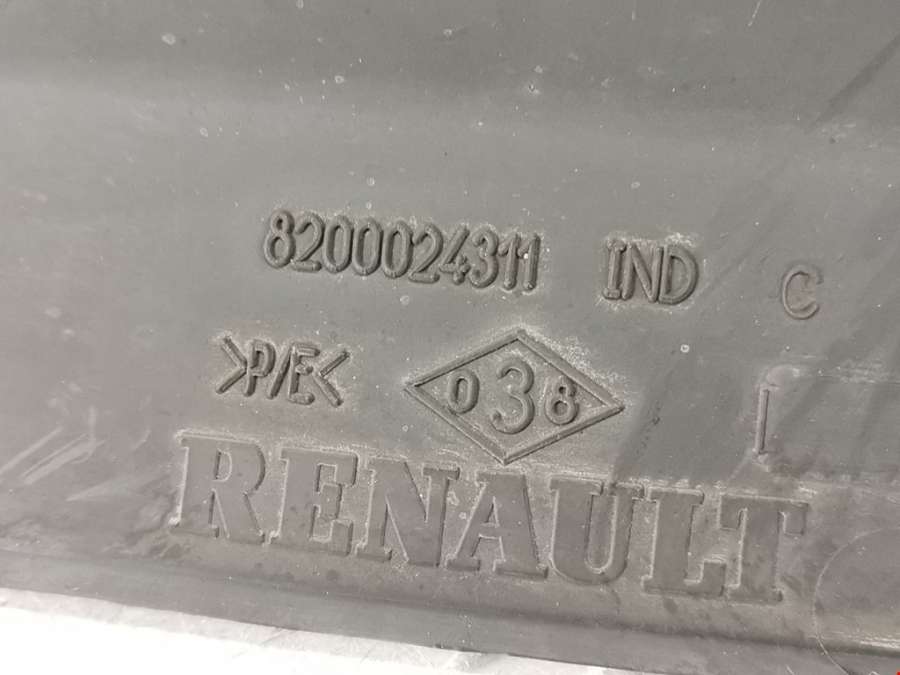 8200024311 IND C
>P/E<
038
RENAULT